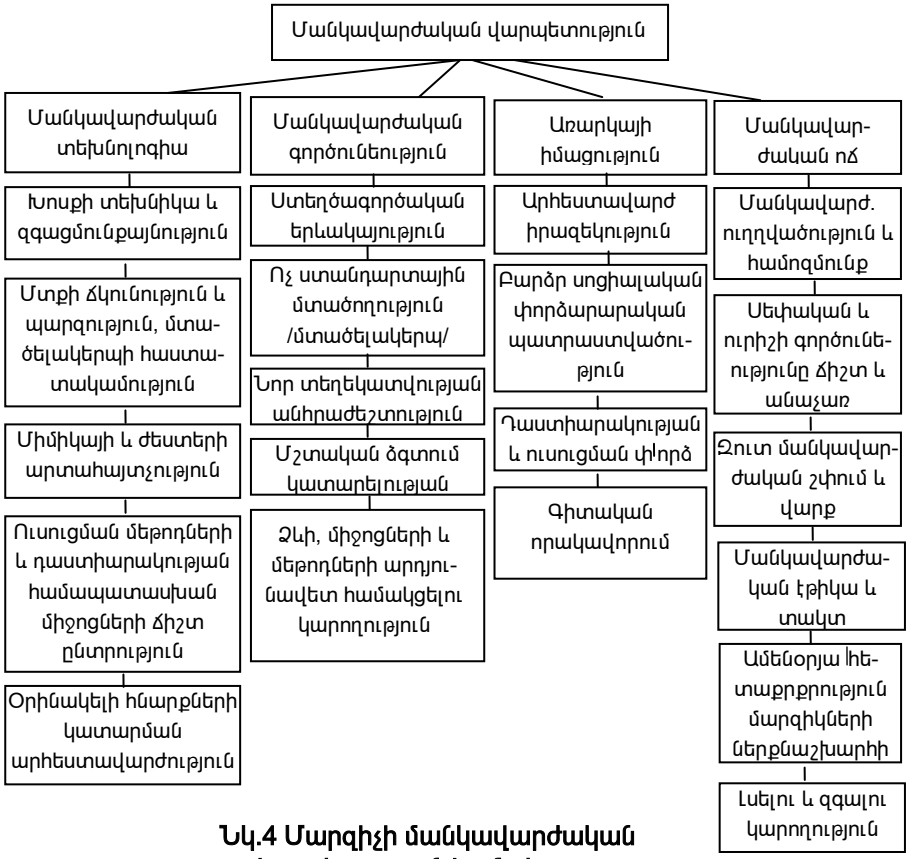 Մանկավարժական վարպետություն
Մանկավարժական
տեխնոլոգիա
Խոսքի տեխնիկա և
զգացմունքայնություն
Մտքի ճկունություն և
պարզություն, մտա-
ծելակերպի հաստա-
տակամություն
Միմիկայի և ժեստերի
արտահայտչություն
Ուսուցման մեթոդների
և դաստիարակության
համապատասխան
միջոցների ճիշտ
ընտրություն
Օրինակելի հնարքների
կատարման
արհեստավարժություն
Մանկավարժական
գործունեություն
Ստեղծագործական
երևակայություն
Ոչ ստանդարտային
մտածողություն
/մտածելակերպ/
Նոր տեղեկատվության
անհրաժեշտություն
Մշտական ձգտում
կատարելության
Ձևի, միջոցների և
մեթոդների արդյու-
նավետ համակցելու
կարողություն
Առարկայի
իմացություն
Արհեստավարժ
իրազեկություն
Բարձր սոցիալական
փորձարարական
պատրաստվածու-
թյուն
Դաստիարակության
և ուսուցման փորձ
Գիտական
որակավորում
Մանկավար-
ժական ոճ
Մանկավարժ.
ուղղվածություն և
համոզմունք
Սեփական և
ուրիշի գործունե-
ությունը ճիշտ և
անաչառ
Զուտ մանկավար-
ժական շփում և
վարք
Մանկավարժա-
կան էթիկա և
տակտ
Ամենօրյա հե-
տաքրքրություն
մարզիկների
ներքնաշխարհի
Լսելու և զգալու
կարողություն
Նկ.4 Մարզիչի մանկավարժական